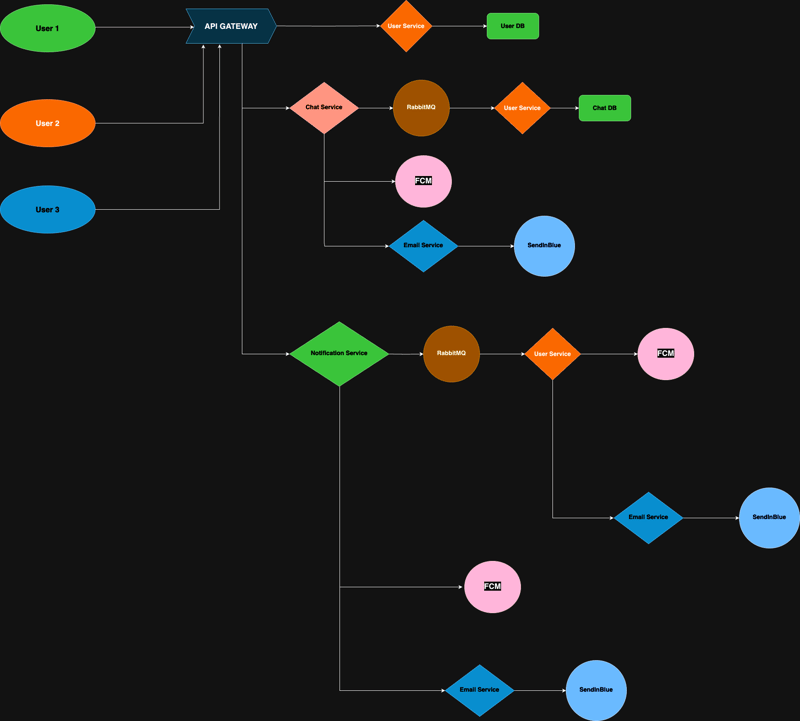 User 1
API GATEWAY
User Service
User DB
User 2
Chat Service
RabbitMQ
User Service
Chat DB
User 3
FCM
Email Service
SendInBlue
Notification Service
RabbitMQ
User Service
FCM
Email Service
SendInBlue
FCM
Email Service
SendInBlue